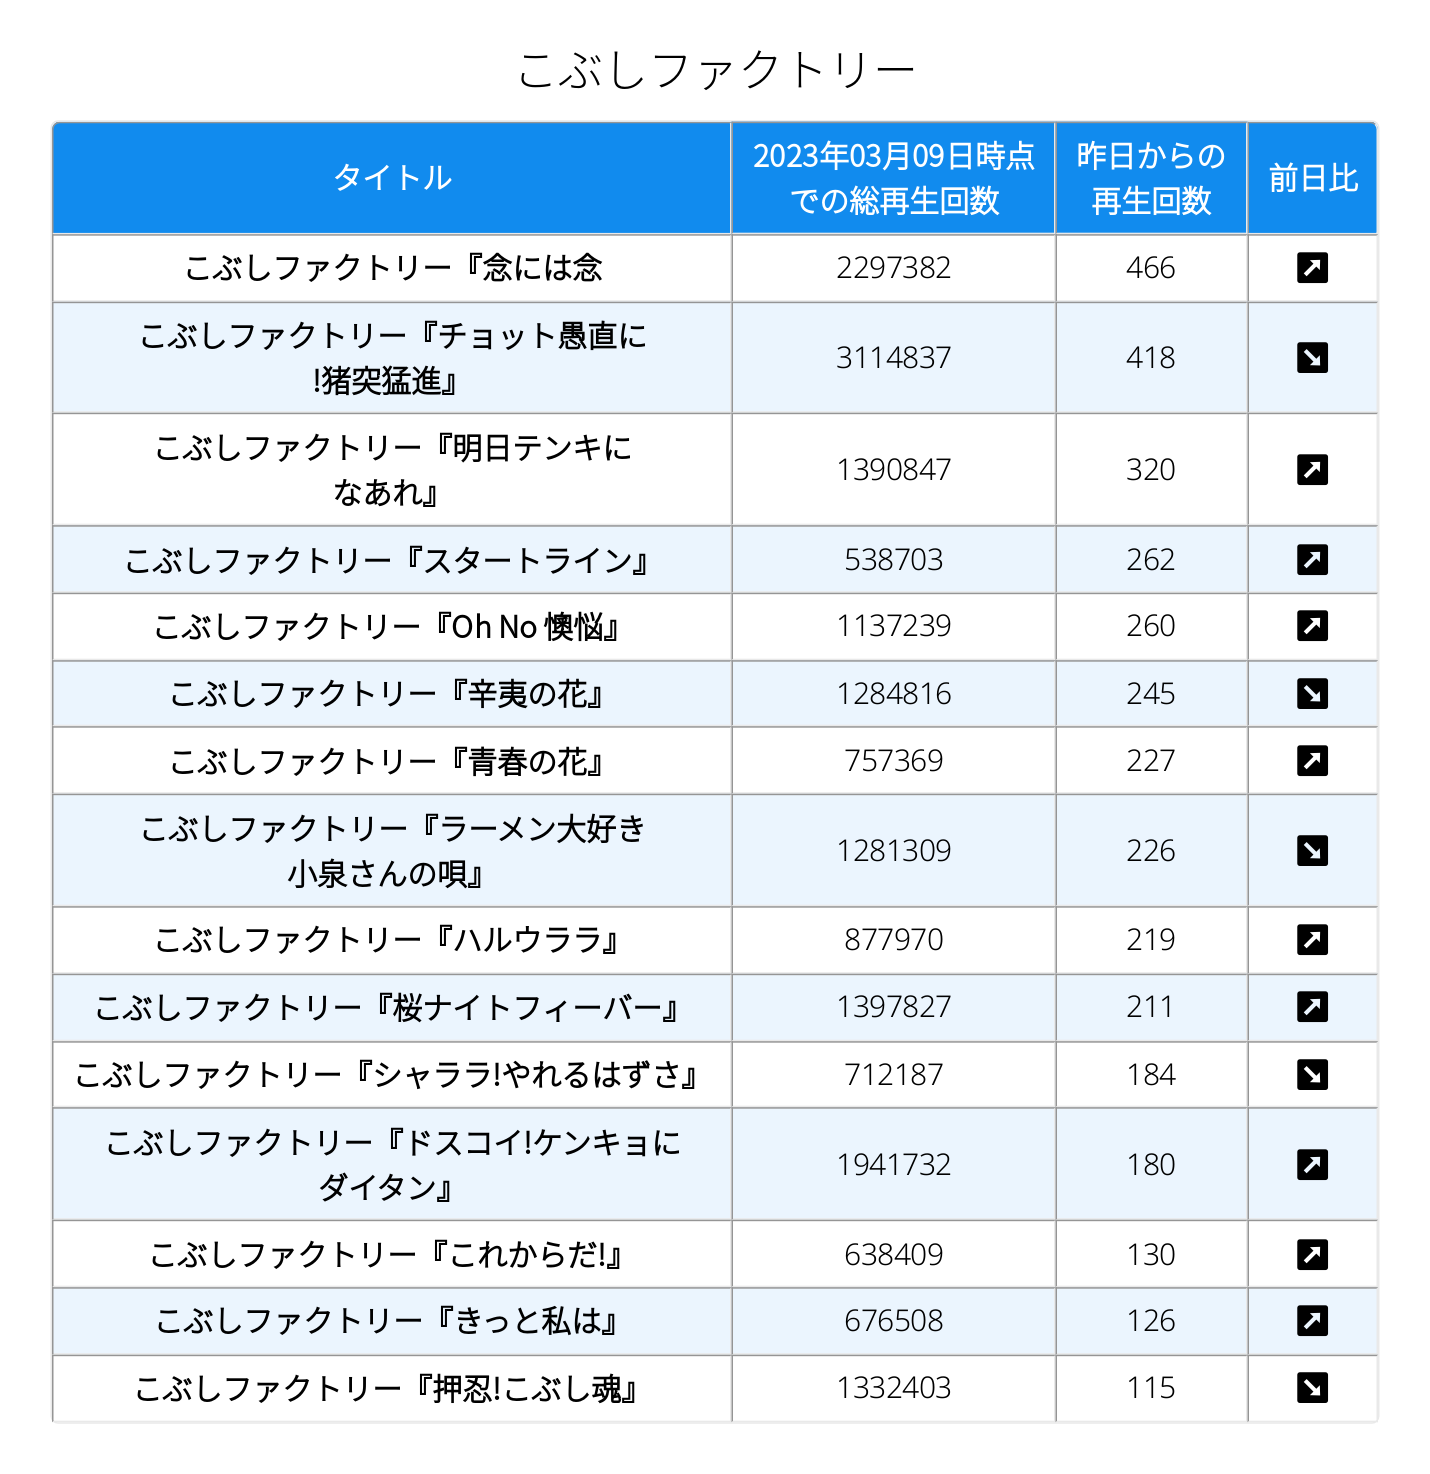 こぶしファクトリー
タイトル
2023年03月09日時点
での総再生回数
昨日からの
再生回数
前日比
こぶしファクトリー『念には念
2297382
466
こぶしファクトリー『チョット愚直に
!猪突猛進』
3114837
418
こぶしファクトリー『明日テンキに
なあれ』
1390847
320
こぶしファクトリー『スタートライン』
538703
262
こぶしファクトリー『Oh No 懊悩』
1137239
260
こぶしファクトリー『辛夷の花』
1284816
245
こぶしファクトリー『青春の花』
757369
227
こぶしファクトリー『ラーメン大好き
小泉さんの唄』
1281309
226
こぶしファクトリー『ハルウララ』
877970
219
こぶしファクトリー『桜ナイトフィーバー』
1397827
211
こぶしファクトリー『シャララ!やれるはずさ』
712187
184
こぶしファクトリー『ドスコイ!ケンキョに
ダイタン』
1941732
180
こぶしファクトリー『これからだ!』
638409
130
こぶしファクトリー『きっと私は』
676508
126
こぶしファクトリー『押忍!こぶし魂』
1332403
115